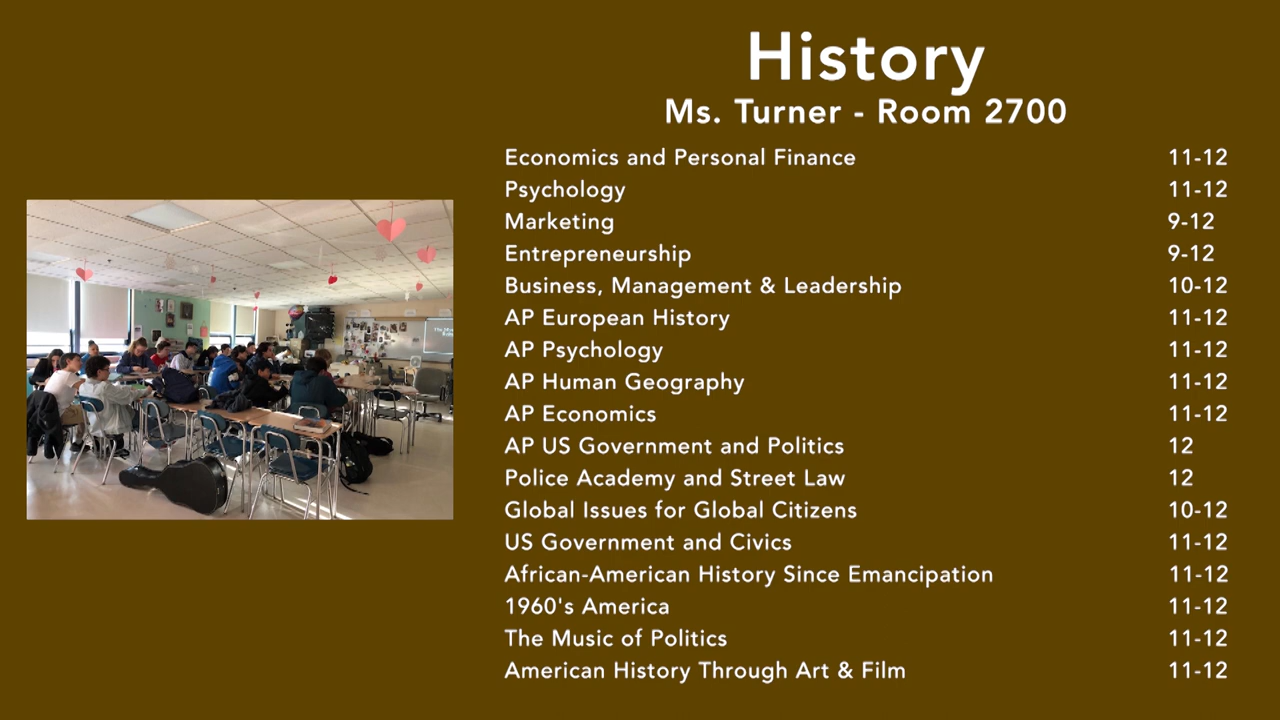 History
Ms. Turner - Room 2700
Economics and Personal Finance 11-12
Psychology 11-12
Marketing 9-12
Entrepreneurship 9-12
Business, Management & Leadership 10-12
AP European History 11-12
AP Psychology 11-12
AP Human Geography 11-12
AP Economics 11-12
AP US Government and Politics 12
Police Academy and Street Law 12
Global Issues for Global Citizens 10-12
US Government and Civics 11-12
African-American History Since Emancipation 11-12
1960's America 11-12
The Music of Politics 11-12
American History Through Art & Film 11-12